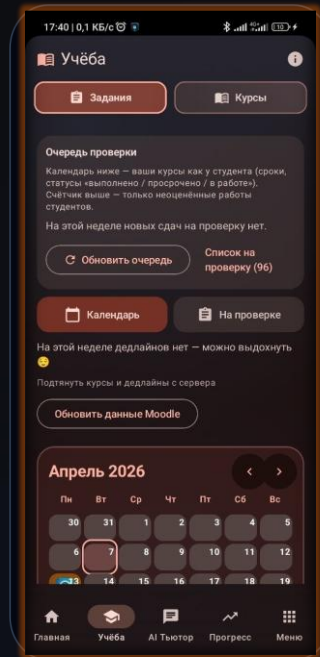 17:40 | 0,1 КБ/с
4G+
110
Учёба
Задания
Курсы
Очередь проверки
Календарь ниже — ваши курсы как у студента (сроки,
статусы «выполнено / просрочено / в работе»).
Счётчик выше — только неоценённые работы
студентов.
На этой неделе новых сдач на проверку нет.
Обновить очередь
Список на
проверку (96)
Календарь
На проверке
На этой неделе дедлайнов нет — можно выдохнуть
Подтянуть курсы и дедлайны с сервера
Обновить данные Moodle
Апрель 2026
Пн Вт Ср Чт Пт Сб Вс
30 31 1 2 3 4 5
6 7 8 9 10 11 12
13 14 15 16 17 18 19
Главная Учёба AI Тьютор Прогресс Меню